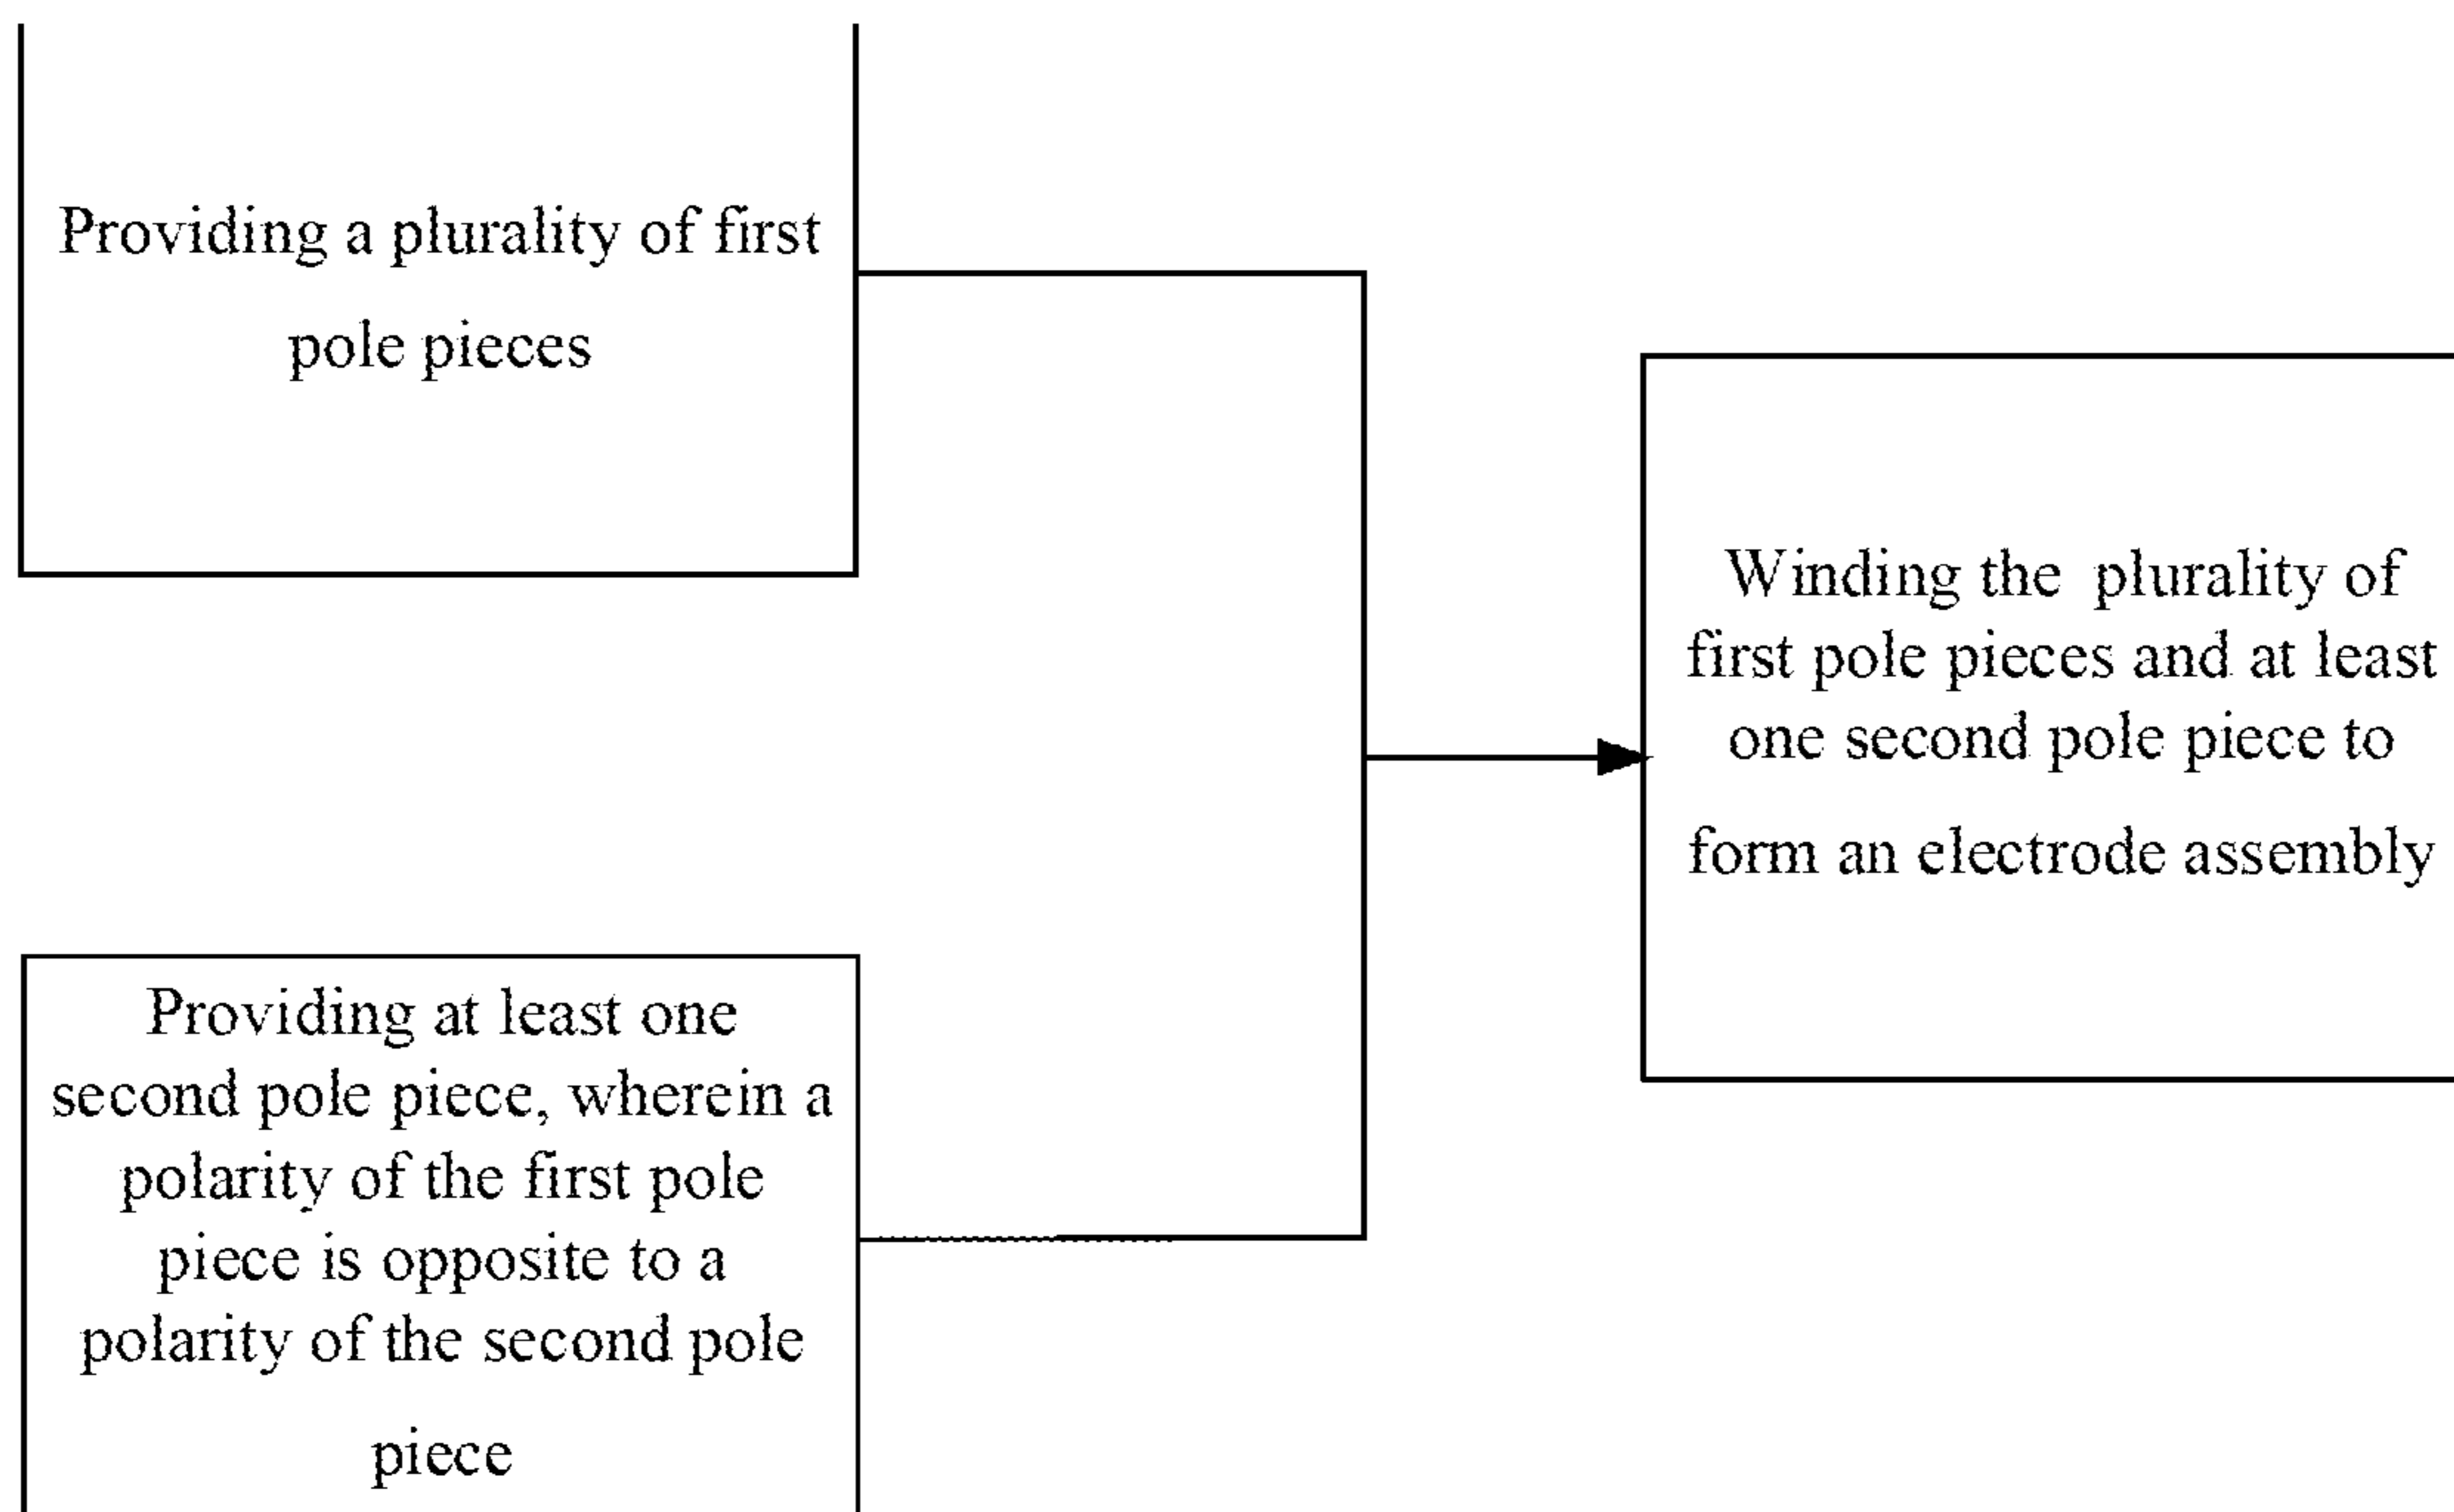 Providing a plurality of first
pole pieces
Providing at least one
second pole piece, wherein a
polarity of the first pole
piece is opposite to a
polarity of the second pole
piece
Winding the plurality of
first pole pieces and at least
one second pole piece to
form an electrode assembly